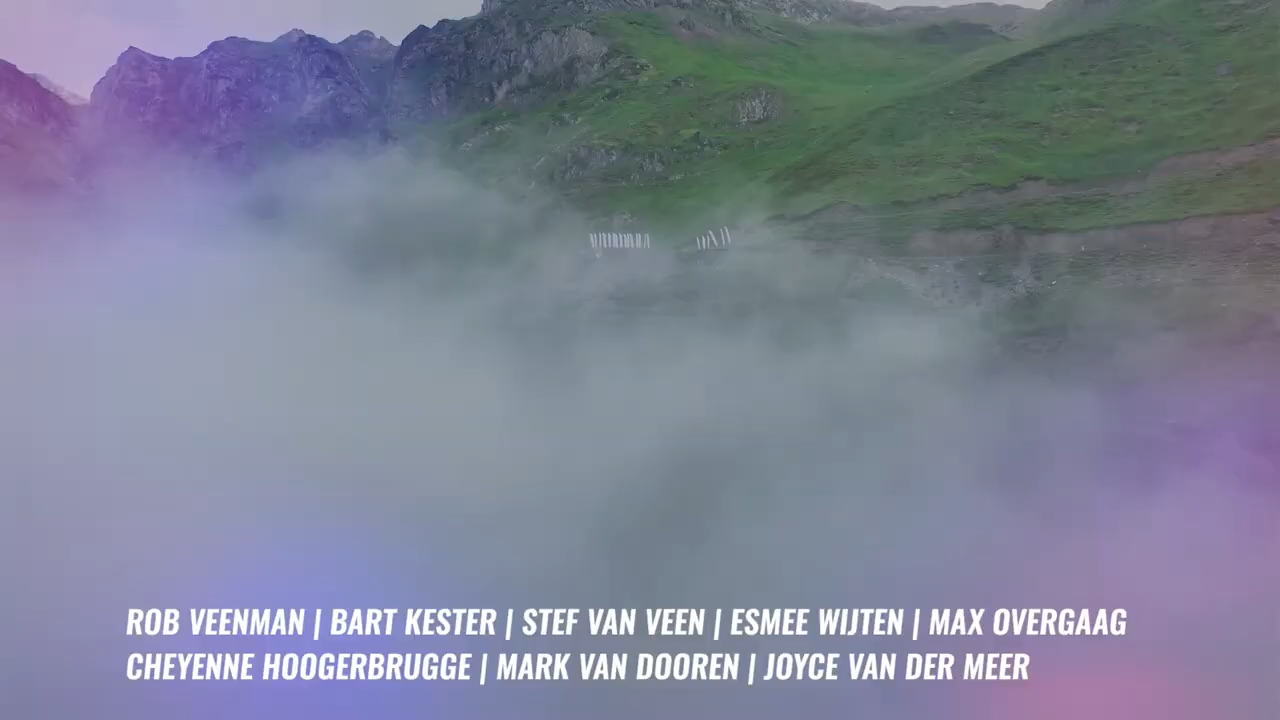 ROB VEENMAN | BART KESTER | STEF VAN VEEN | ESMEE WIJTEN | MAX OVERGAAG
CHEYENNE HOOGERBRUGGE | MARK VAN DOOREN | JOYCE VAN DER MEER